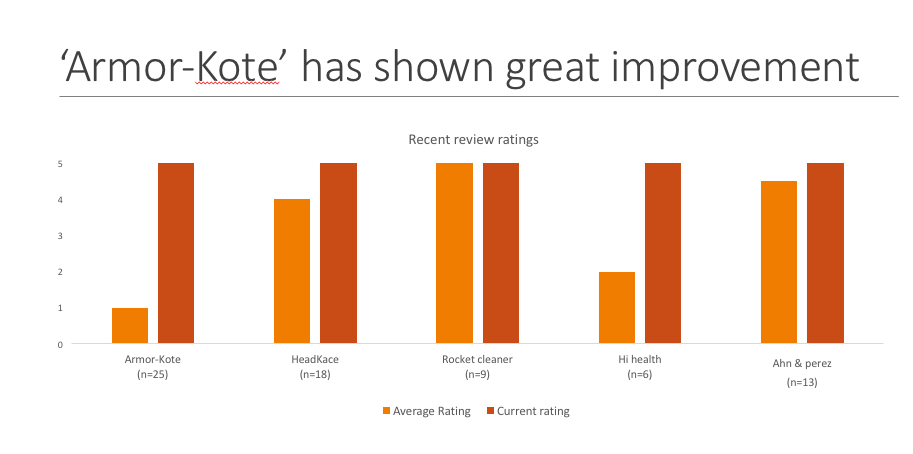 ‘Armor-Kote’ has shown great improvement
Recent review ratings
5
4
3
2
1
0
Armor-Kote
(n=25)
HeadKace
(n=18)
Rocket cleaner
(n=9)
Hi health
(n=6)
Ahn & perez
(n=13)
Average Rating
Current rating